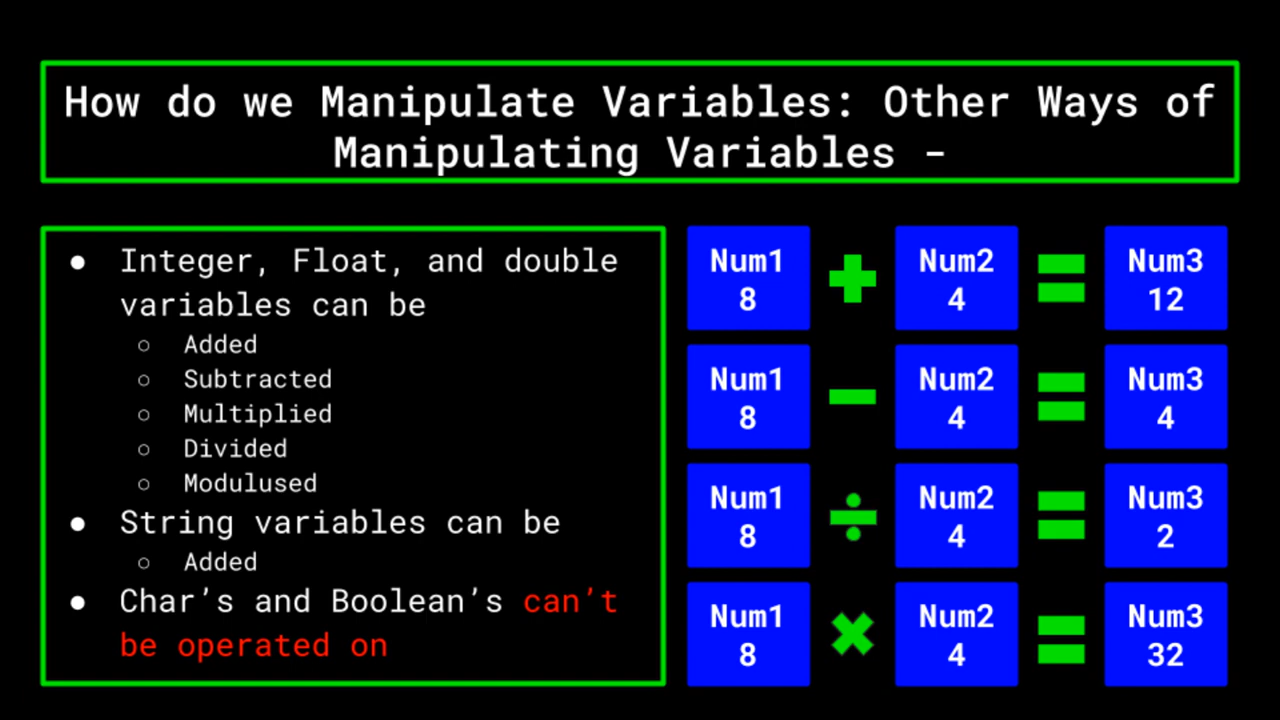 How do we Manipulate Variables: Other Ways of
Manipulating Variables -
● Integer, Float, and double
variables can be
○ Added
○ Subtracted
○ Multiplied
○ Divided
○ Modulused
● String variables can be
○ Added
● Char’s and Boolean’s can’t
be operated on
Num1 + Num2 = Num3
8 4 12
Num1 - Num2 = Num3
8 4 4
Num1 ÷ Num2 = Num3
8 4 2
Num1 × Num2 = Num3
8 4 32